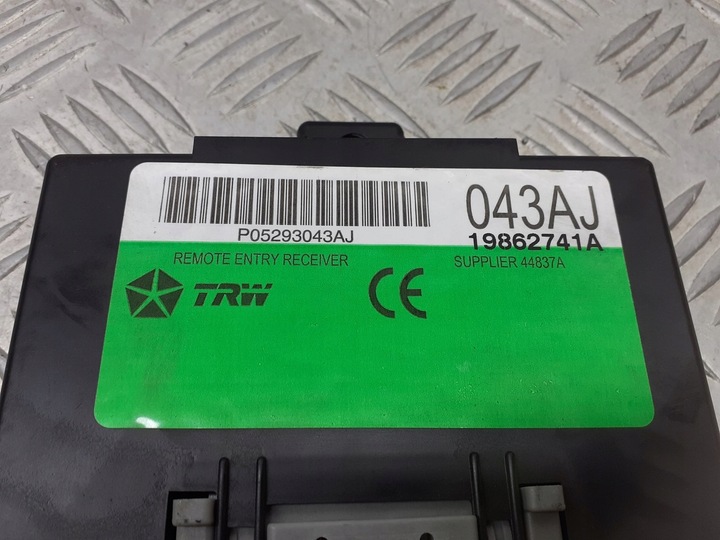 043AJ
P05293043AJ
19862741A
REMOTE ENTRY RECEIVER
SUPPLIER 44837A
TRW
CE